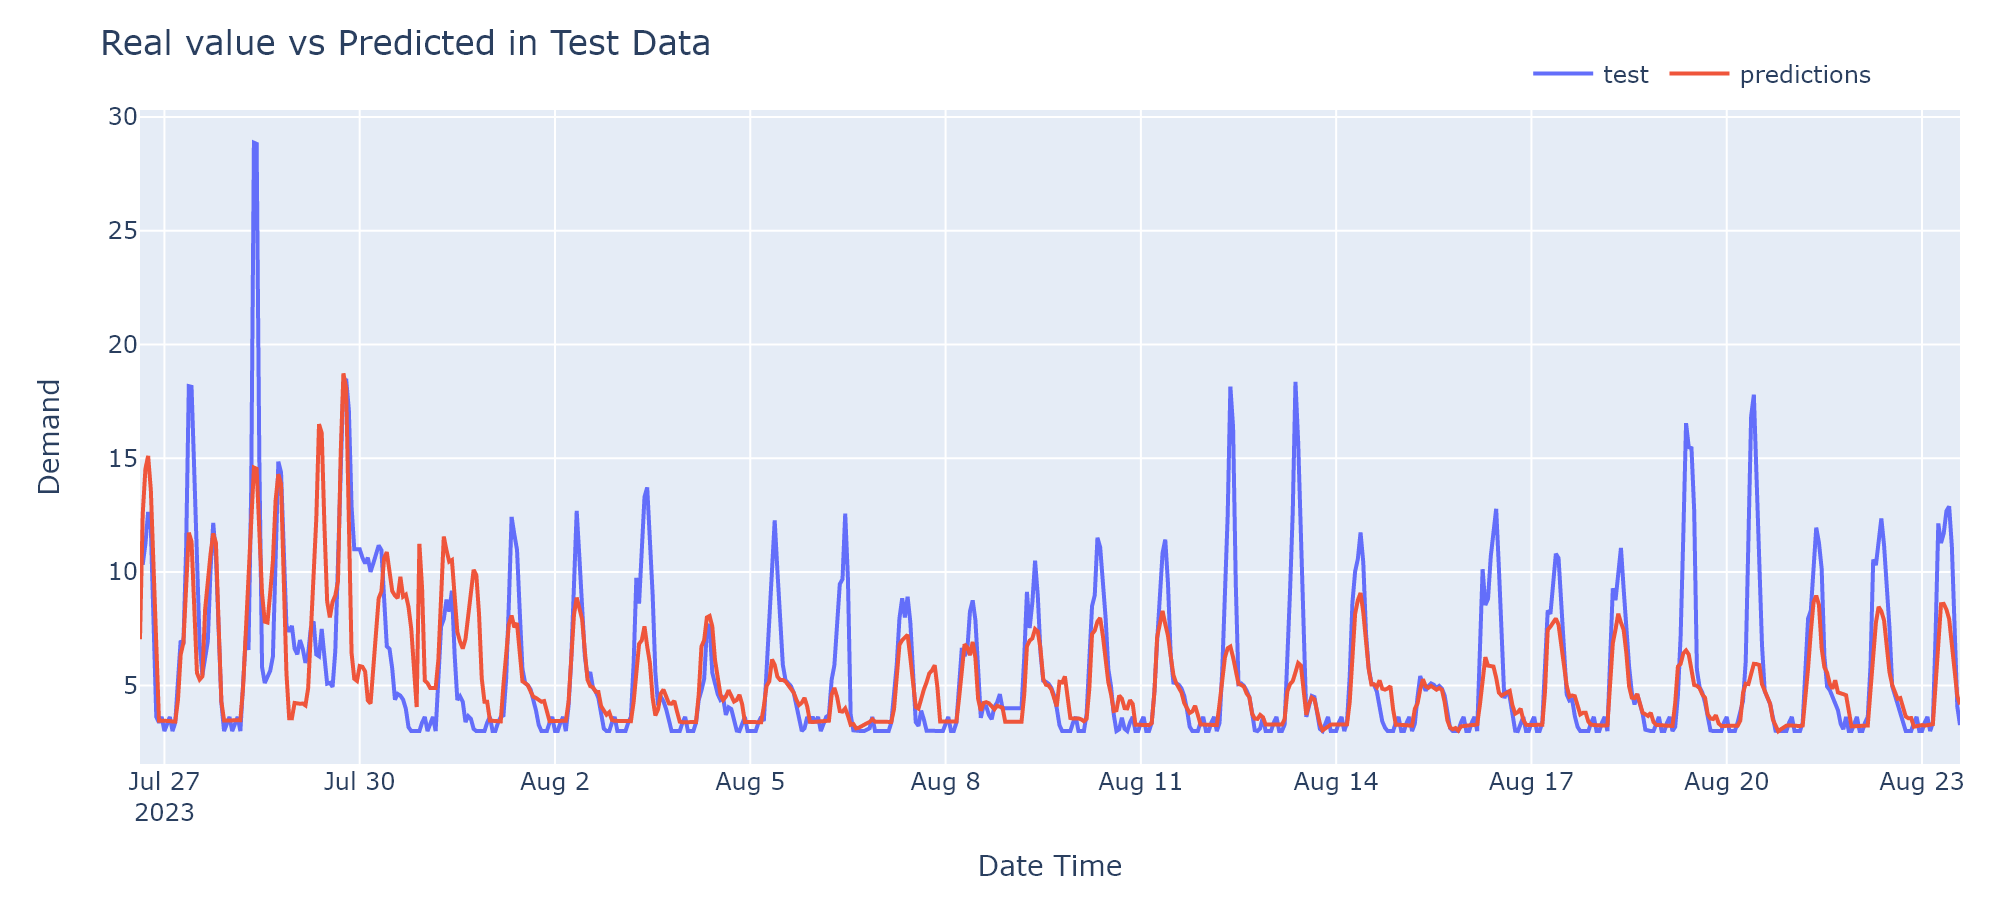 Real value vs Predicted in Test Data
test predictions
30
25
20
15
10
5
Demand
Jul 27 Jul 30 Aug 2 Aug 5 Aug 8 Aug 11 Aug 14 Aug 17 Aug 20 Aug 23
2023
Date Time